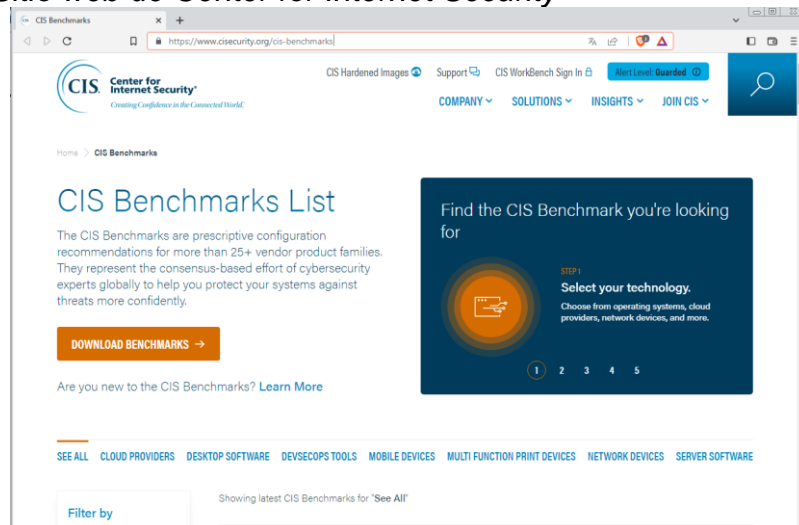 sitio web de Center for Internet Security
CIS Benchmarks
https://www.cisecurity.org/cis-benchmarks
CIS Hardened Images
Support
CIS WorkBench Sign In
Alert Level: Guarded
CIS. Center for
Internet Security®
Creating Confidence in the Connected World.
COMPANY
SOLUTIONS
INSIGHTS
JOIN CIS
Home > CIS Benchmarks
CIS Benchmarks List
The CIS Benchmarks are prescriptive configuration
recommendations for more than 25+ vendor product families.
They represent the consensus-based effort of cybersecurity
experts globally to help you protect your systems against
threats more confidently.
DOWNLOAD BENCHMARKS →
Are you new to the CIS Benchmarks? Learn More
Find the CIS Benchmark you're looking
for
STEP 1
Select your technology.
Choose from operating systems, cloud
providers, network devices, and more.
1 2 3 4 5
SEE ALL CLOUD PROVIDERS DESKTOP SOFTWARE DEVSECOPS TOOLS MOBILE DEVICES MULTI FUNCTION PRINT DEVICES NETWORK DEVICES SERVER SOFTWARE
Filter by
Showing latest CIS Benchmarks for "See All"